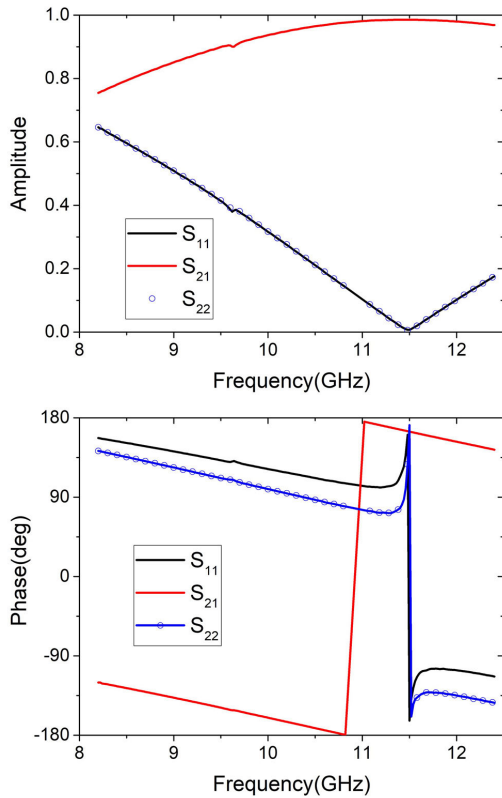 1.0
0.8
0.6
0.4
0.2
0.0
Amplitude
S11
S21
S22
8 9 10 11 12
Frequency(GHz)
180
90
0
-90
-180
Phase(deg)
S11
S21
S22
8 9 10 11 12
Frequency(GHz)